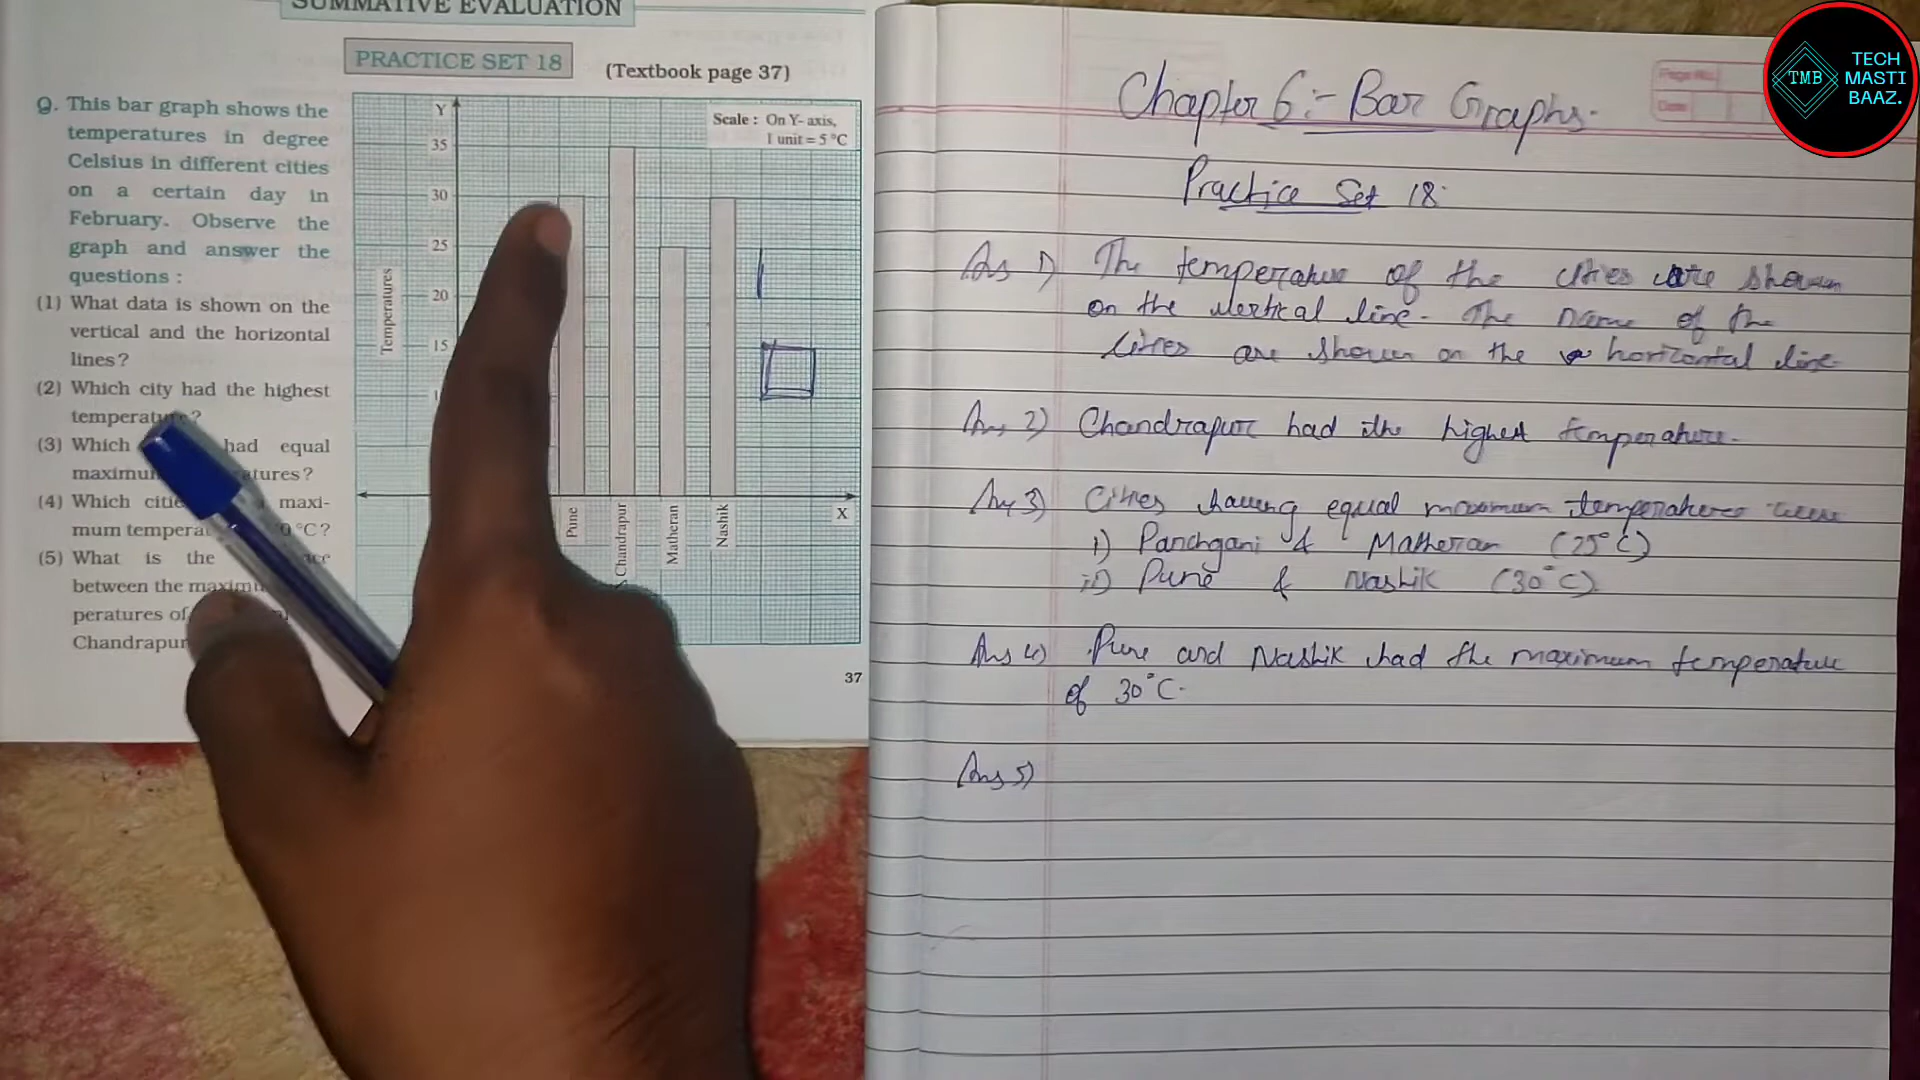 SUMMATIVE EVALUATION
PRACTICE SET 18
(Textbook page 37)
Q. This bar graph shows the
temperatures in degree
Celsius in different cities
on a certain day in
February. Observe the
graph and answer the
questions :
(1) What data is shown on the
vertical and the horizontal
lines?
(2) Which city had the highest
temperature?
(3) Which had equal
(4) Which maxi-
°C?
(5) What is the
between the
peratures of
Chandrapur
Y
35
30
25
20
15
Temperatures
Scale : On Y- axis,
1 unit = 5 °C
Pune
Chandrapur
Matheran
Nashik
X
37
Chapter 6:- Bar Graphs.
Practice Set 18.
Ans 1) The temperature of the cities are shown
on the vertical line. The name of the
cities are shown on the horizontal line.
Ans 2) Chandrapur had the highest temperature.
Ans 3) Cities having equal maximum temperatures were
i) Panchgani & Matheran (25°C)
ii) Pune & Nashik (30°C)
Ans 4) Pune and Nashik had the maximum temperature
of 30°C.
Ans 5)
Page No.
Date
TMB
TECH
MASTI
BAAZ.